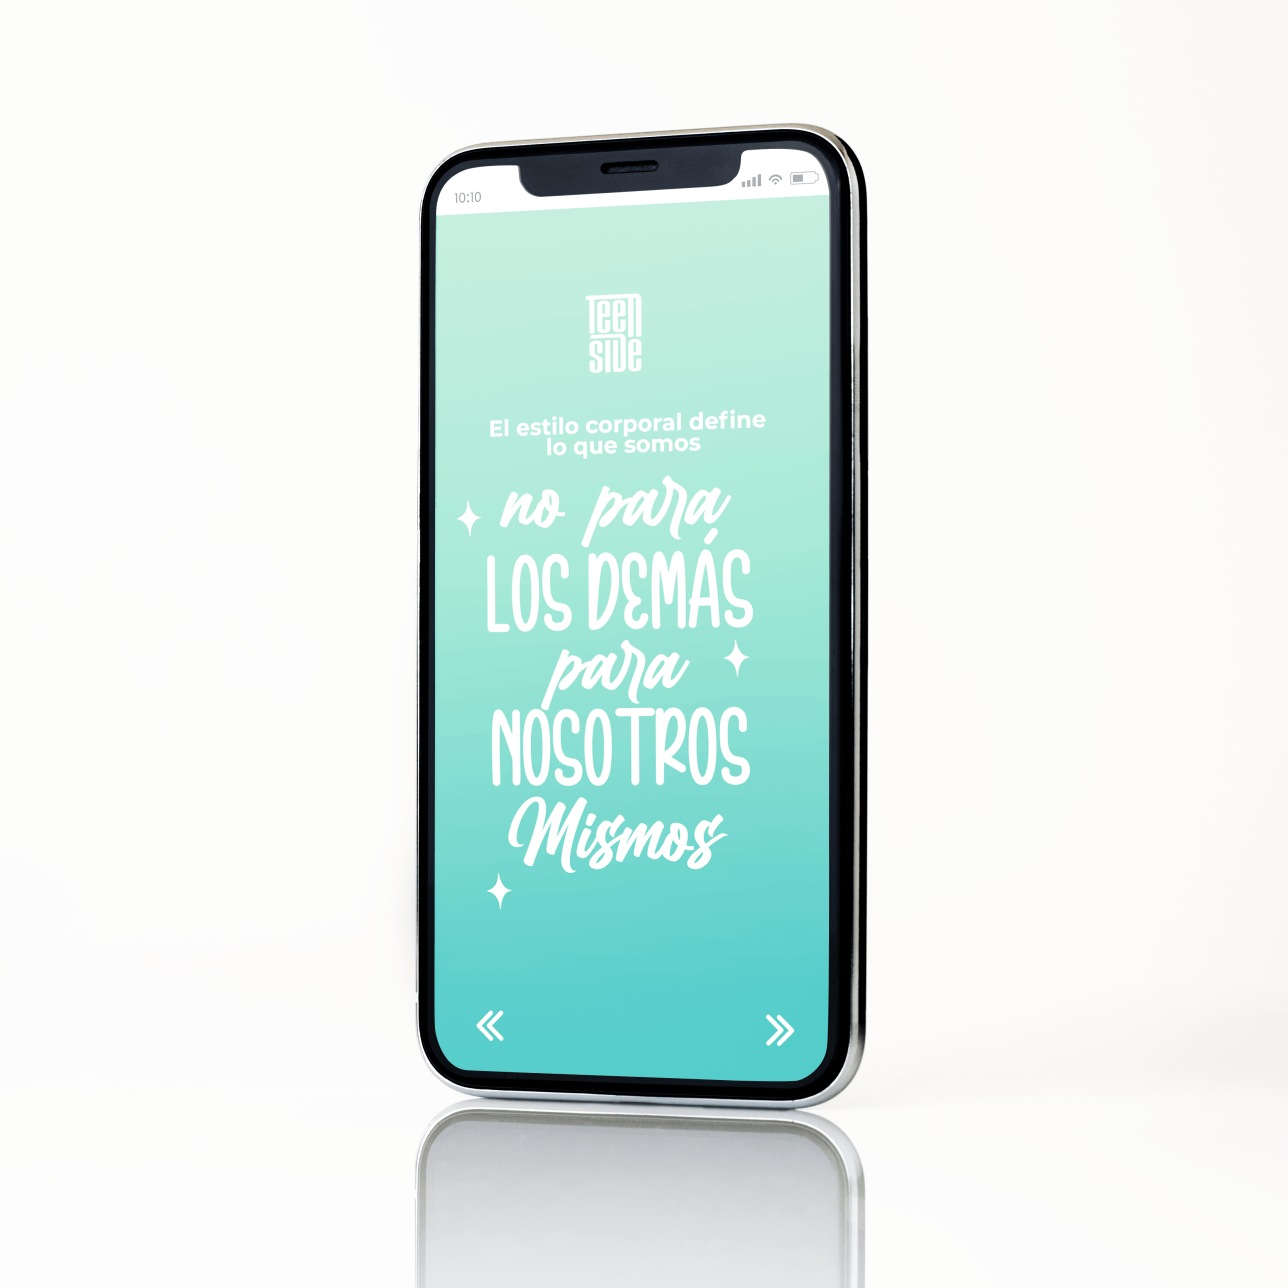 10:10
Teen
side
El estilo corporal define
lo que somos
no para
LOS DEMÁS
para
NOSOTROS
Mismos